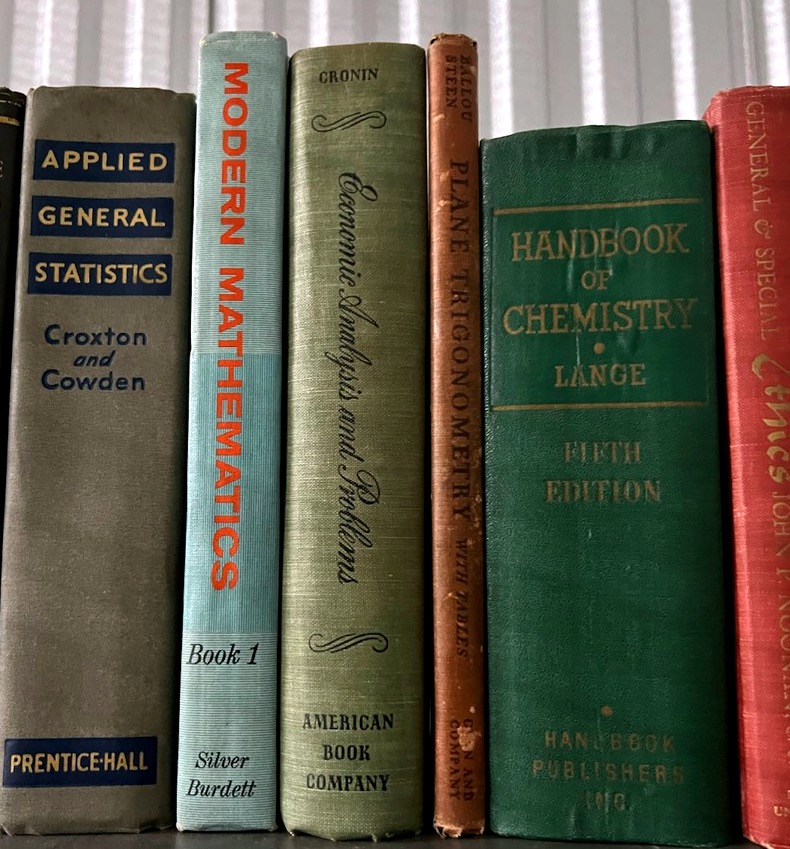 APPLIED
GENERAL
STATISTICS
Croxton
and
Cowden
PRENTICE-HALL
MODERN MATHEMATICS
Book 1
Silver
Burdett
CRONIN
Economic Analysis and Problems
AMERICAN
BOOK
COMPANY
BALLOU
STEEN
PLANE TRIGONOMETRY WITH TABLES
AND
COMPANY
HANDBOOK
OF
CHEMISTRY
•
LANGE
FIFTH
EDITION
HANDBOOK
PUBLISHERS
INC.
GENERAL & SPECIAL Ethics JOHN F.